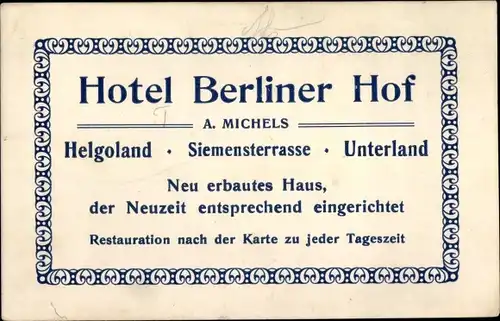 Hotel Berliner Hof
A. MICHELS
Helgoland · Siemensterrasse · Unterland
Neu erbautes Haus,
der Neuzeit entsprechend eingerichtet
Restauration nach der Karte zu jeder Tageszeit